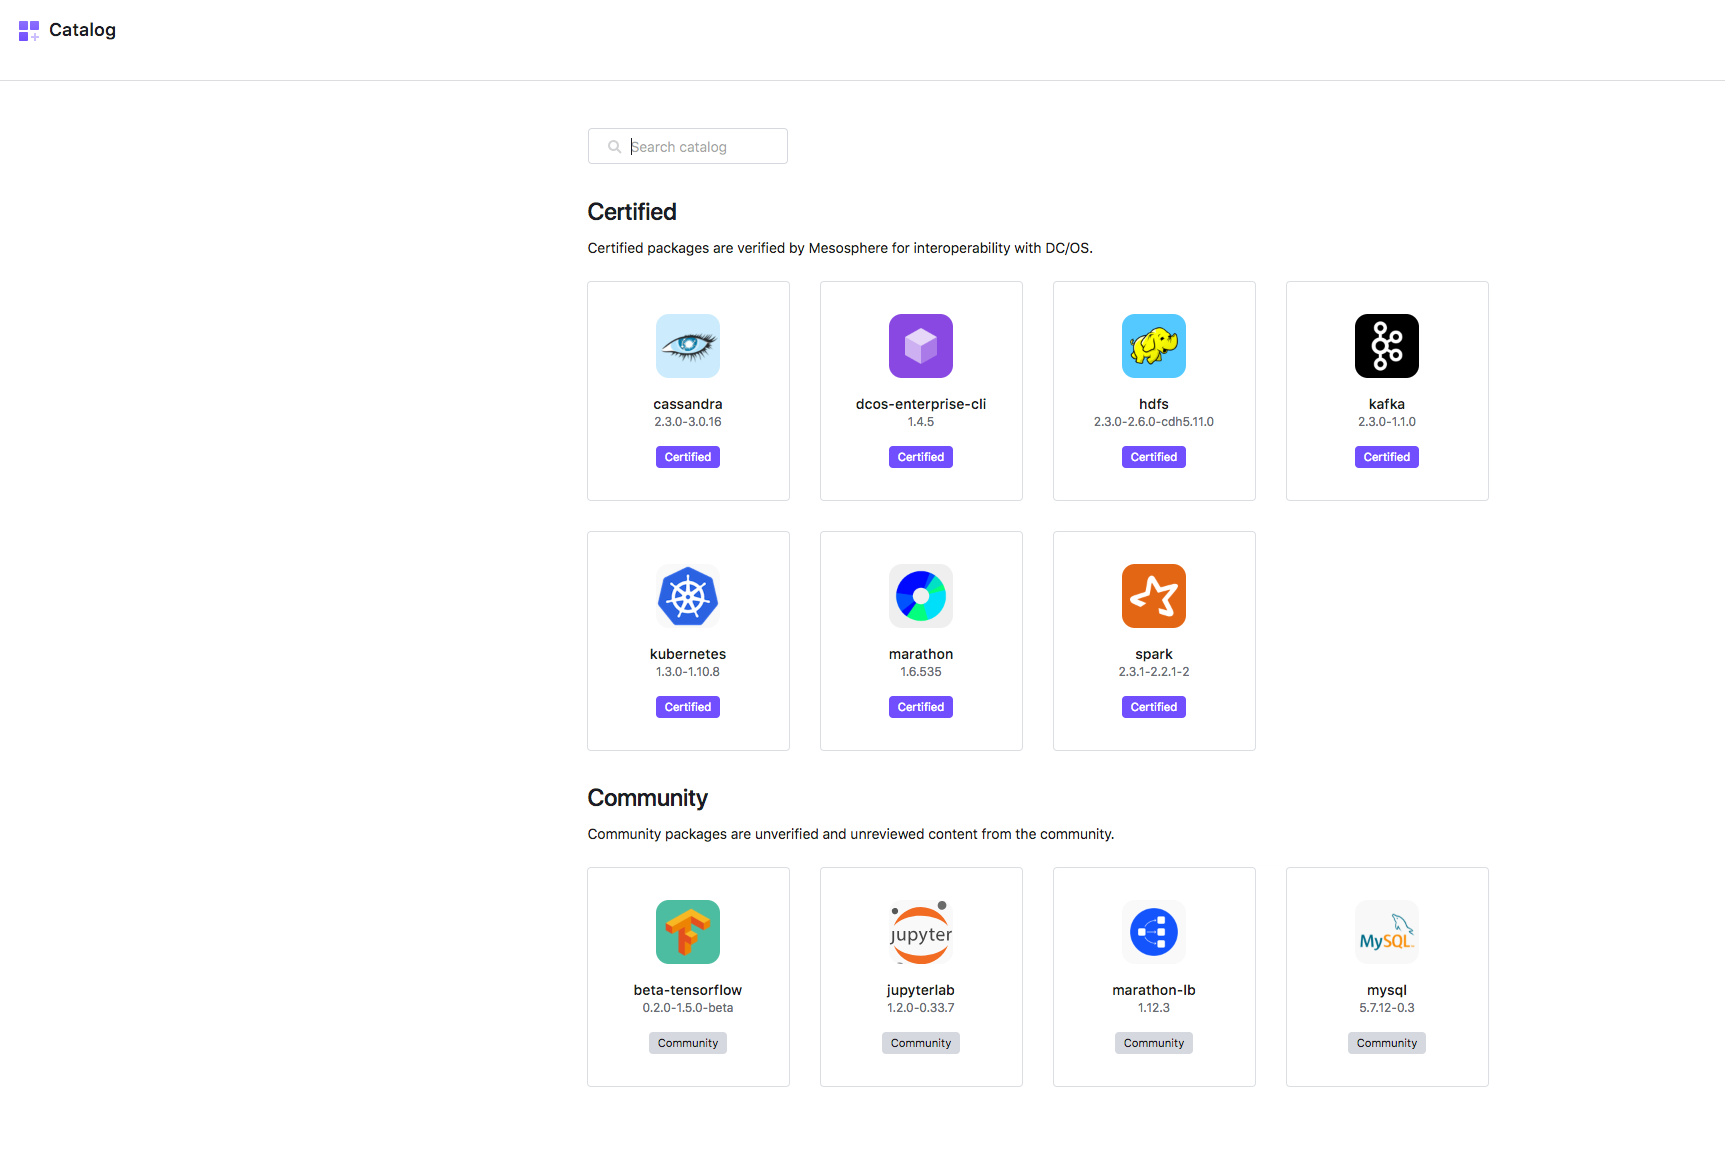 Catalog
Search catalog
Certified
Certified packages are verified by Mesosphere for interoperability with DC/OS.
cassandra
2.3.0-3.0.16
Certified
dcos-enterprise-cli
1.4.5
Certified
hdfs
2.3.0-2.6.0-cdh5.11.0
Certified
kafka
2.3.0-1.1.0
Certified
kubernetes
1.3.0-1.10.8
Certified
marathon
1.6.535
Certified
spark
2.3.1-2.2.1-2
Certified
Community
Community packages are unverified and unreviewed content from the community.
beta-tensorflow
0.2.0-1.5.0-beta
Community
jupyter
jupyterlab
1.2.0-0.33.7
Community
marathon-lb
1.12.3
Community
MySQL
mysql
5.7.12-0.3
Community